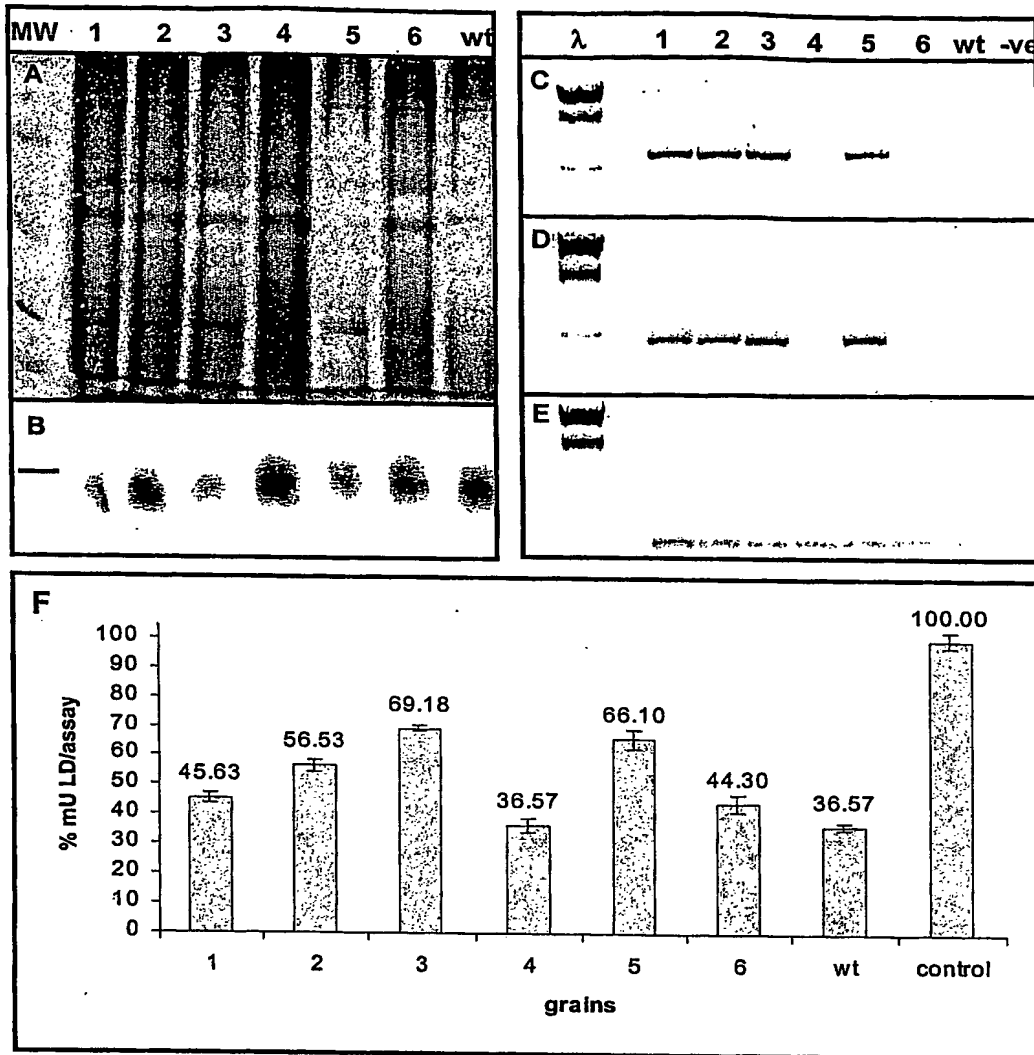 MW 1 2 3 4 5 6 wt
A
B
λ 1 2 3 4 5 6 wt -ve
C
D
E
F
100
90
80
70
60
50
40
30
20
10
0
% mU LD/assay
45.63
56.53
69.18
36.57
66.10
44.30
36.57
100.00
1 2 3 4 5 6 wt control
grains